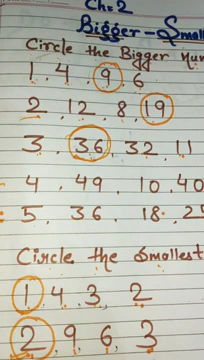 Ch=2
Bigger - Small
Circle the Bigger Num
1, 4, 9, 6
2, 12, 8, 19
3, 36, 32, 11
4, 49, 10, 40
5, 36, 18, 2
Circle the Smallest
1, 4, 3, 2
2, 9, 6, 3